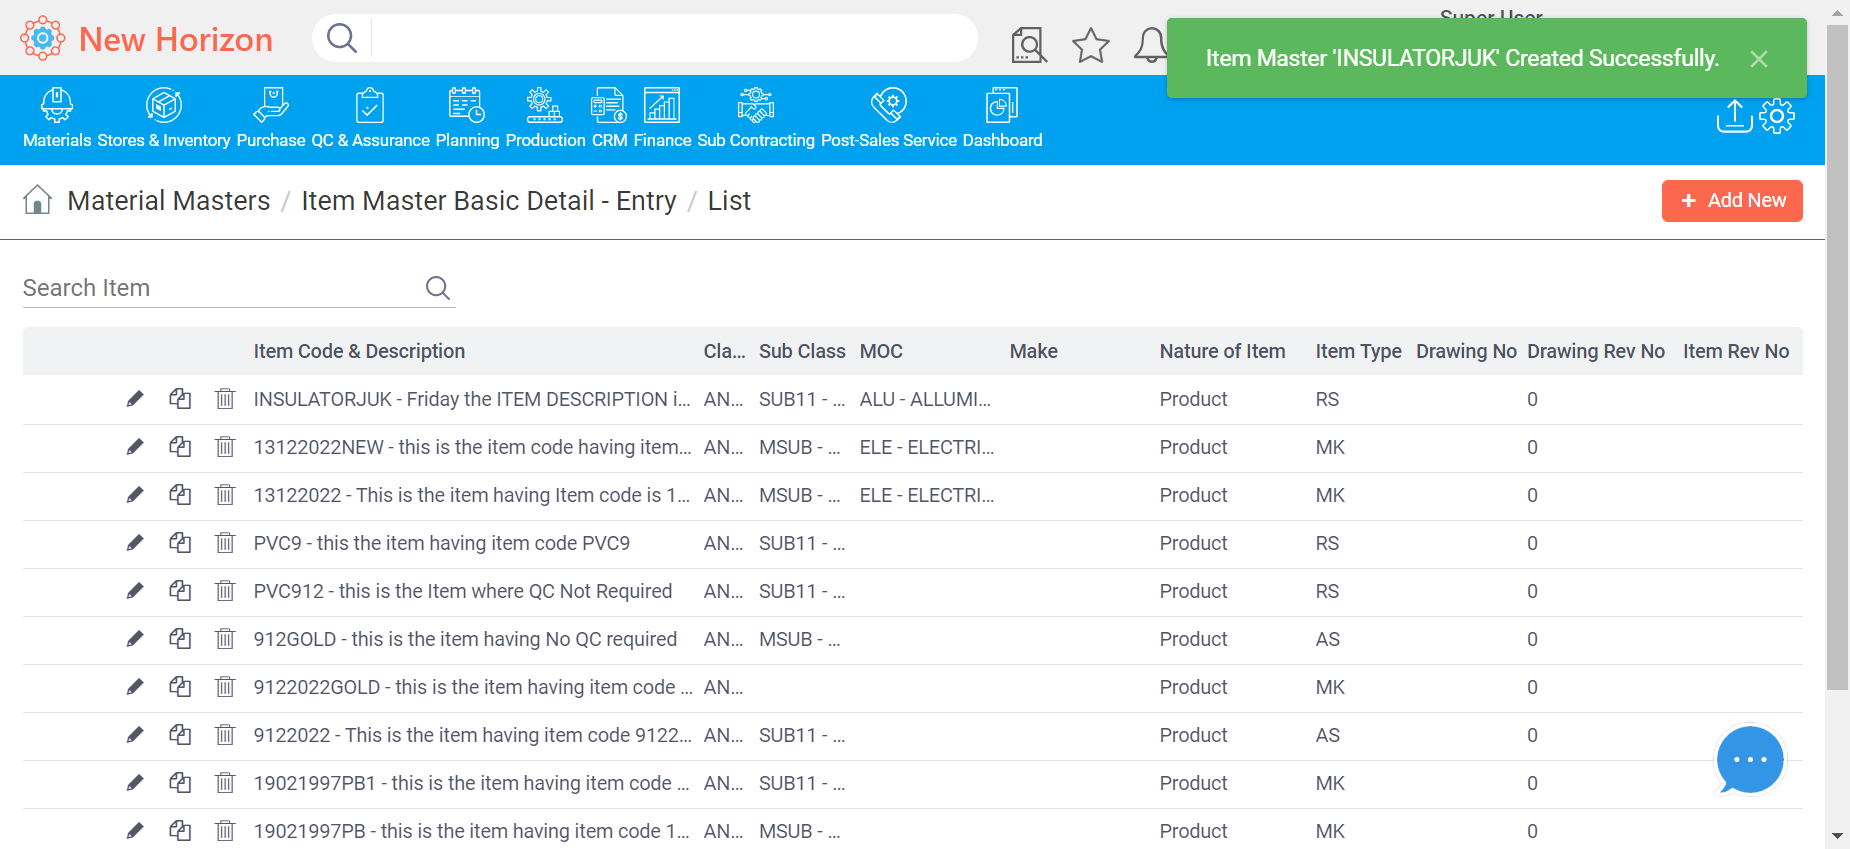 New Horizon
Super User
Item Master 'INSULATORJUK' Created Successfully.
Materials Stores & Inventory Purchase QC & Assurance Planning Production CRM Finance Sub Contracting Post-Sales Service Dashboard
Material Masters / Item Master Basic Detail - Entry / List
+ Add New
Search Item
Item Code & Description Cla... Sub Class MOC Make Nature of Item Item Type Drawing No Drawing Rev No Item Rev No
INSULATORJUK - Friday the ITEM DESCRIPTION i... AN... SUB11 - ... ALU - ALLUMI... Product RS 0
13122022NEW - this is the item code having item... AN... MSUB - ... ELE - ELECTRI... Product MK 0
13122022 - This is the item having Item code is 1... AN... MSUB - ... ELE - ELECTRI... Product MK 0
PVC9 - this the item having item code PVC9 AN... SUB11 - ... Product RS 0
PVC912 - this is the Item where QC Not Required AN... SUB11 - ... Product RS 0
912GOLD - this is the item having No QC required AN... MSUB - ... Product AS 0
9122022GOLD - this is the item having item code ... AN... Product MK 0
9122022 - This is the item having item code 9122... AN... SUB11 - ... Product AS 0
19021997PB1 - this is the item having item code ... AN... SUB11 - ... Product MK 0
19021997PB - this is the item having item code 1... AN... MSUB - ... Product MK 0